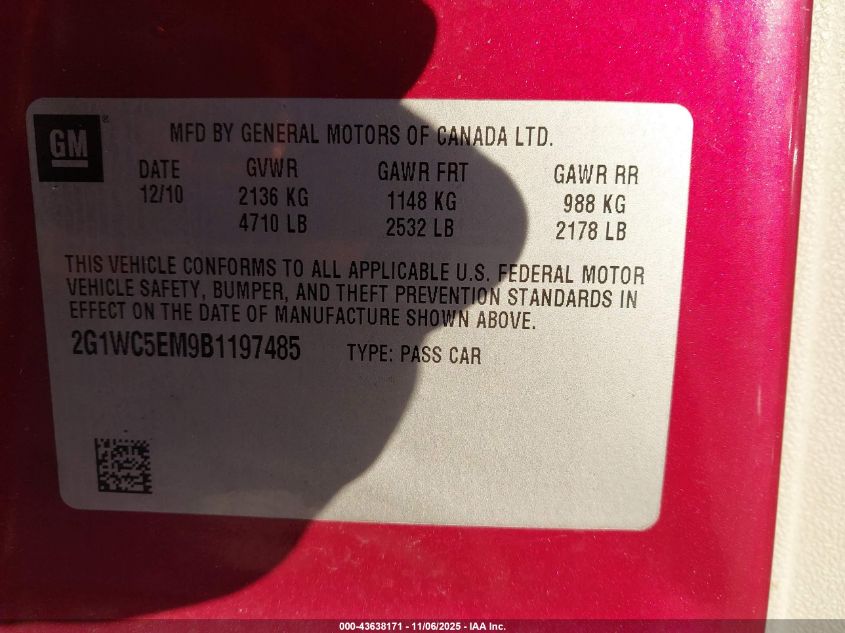 GM ®
MFD BY GENERAL MOTORS OF CANADA LTD.
DATE GVWR GAWR FRT GAWR RR
12/10 2136 KG 1148 KG 988 KG
4710 LB 2532 LB 2178 LB
THIS VEHICLE CONFORMS TO ALL APPLICABLE U.S. FEDERAL MOTOR
VEHICLE SAFETY, BUMPER, AND THEFT PREVENTION STANDARDS IN
EFFECT ON THE DATE OF MANUFACTURE SHOWN ABOVE.
2G1WC5EM9B1197485 TYPE: PASS CAR
000-43638171 - 11/06/2025 - IAA Inc.